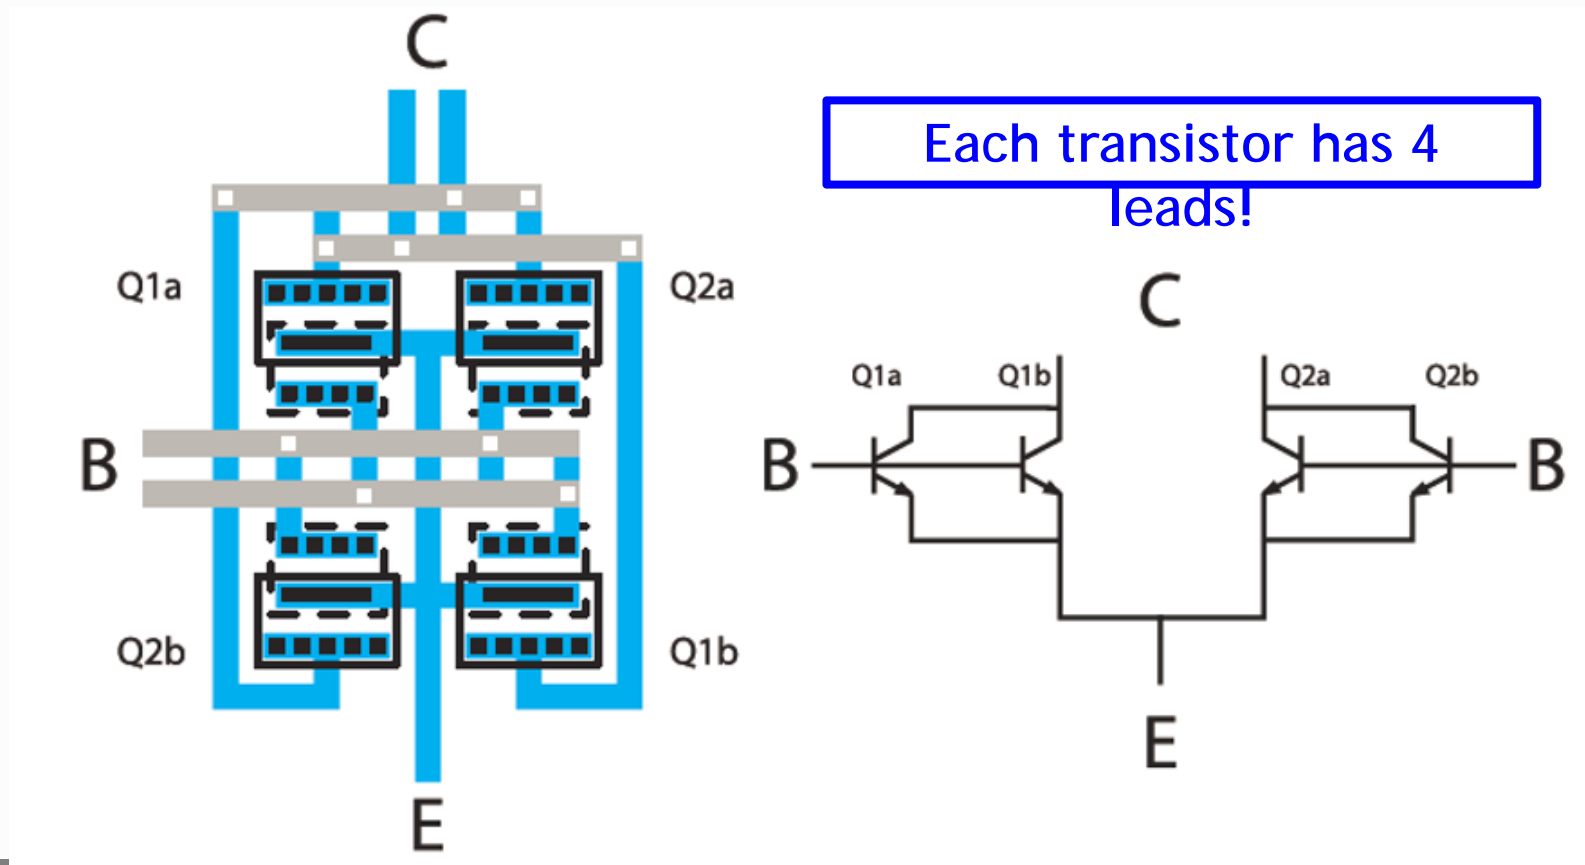 C
Each transistor has 4
leads!
Q1a
Q2a
B
Q2b
Q1b
E
C
Q1a
Q1b
Q2a
Q2b
B
B
E